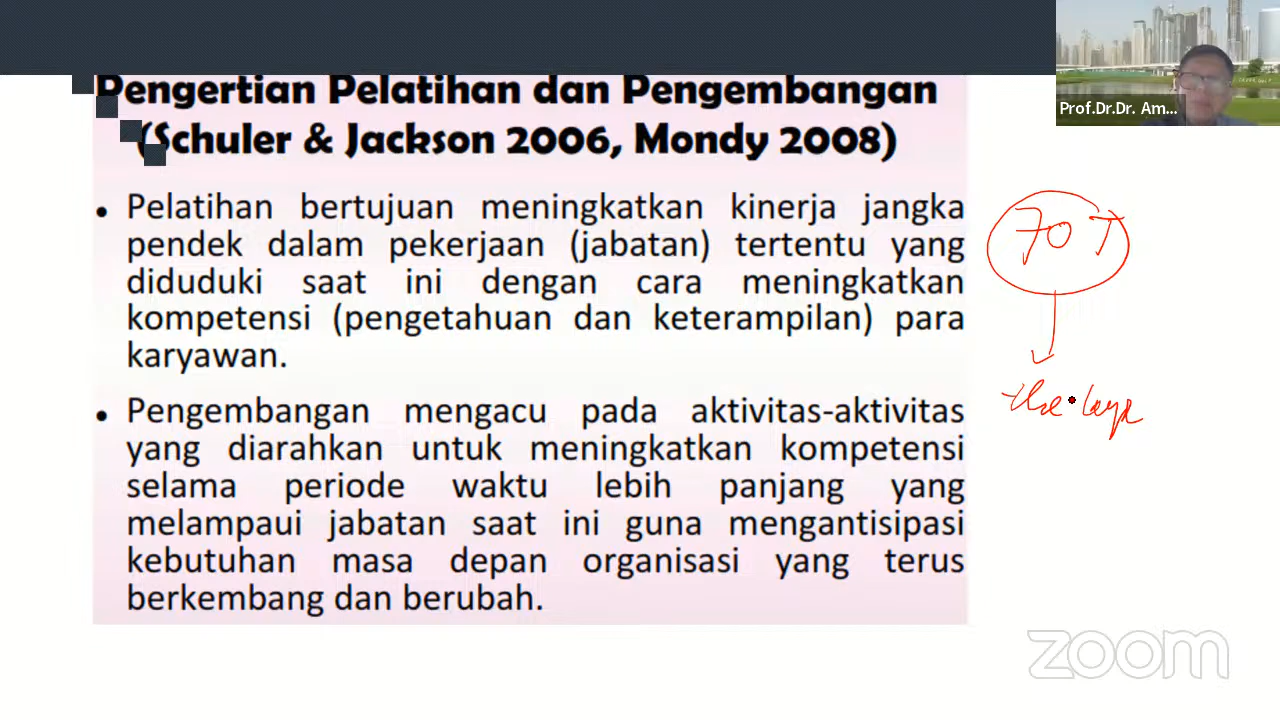 Pengertian Pelatihan dan Pengembangan
(Schuler & Jackson 2006, Mondy 2008)
• Pelatihan bertujuan meningkatkan kinerja jangka
pendek dalam pekerjaan (jabatan) tertentu yang
diduduki saat ini dengan cara meningkatkan
kompetensi (pengetahuan dan keterampilan) para
karyawan.
• Pengembangan mengacu pada aktivitas-aktivitas
yang diarahkan untuk meningkatkan kompetensi
selama periode waktu lebih panjang yang
melampaui jabatan saat ini guna mengantisipasi
kebutuhan masa depan organisasi yang terus
berkembang dan berubah.
Prof.Dr.Dr. Am...
70
zoom